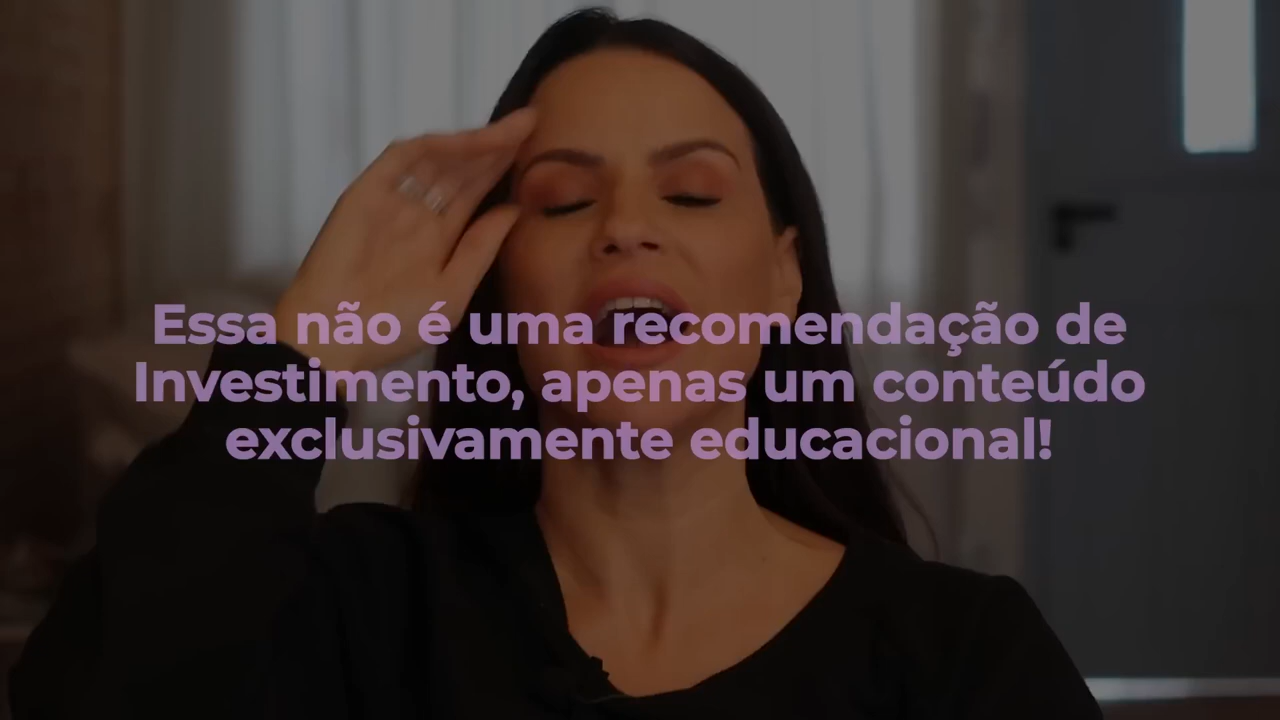 Essa não é uma recomendação de
Investimento, apenas um conteúdo
exclusivamente educacional!